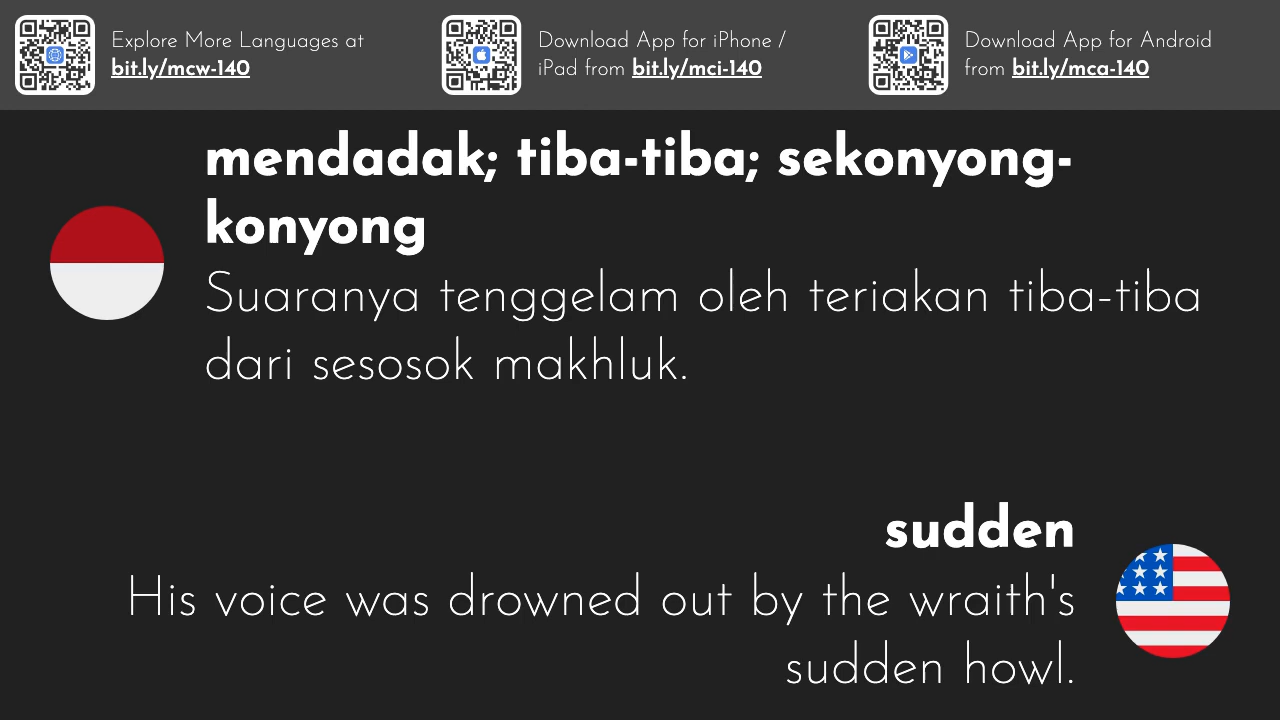 Explore More Languages at
bit.ly/mcw-140
Download App for iPhone /
iPad from bit.ly/mci-140
Download App for Android
from bit.ly/mca-140
mendadak; tiba-tiba; sekonyong-
konyong
Suaranya tenggelam oleh teriakan tiba-tiba
dari sesosok makhluk.
sudden
His voice was drowned out by the wraith's
sudden howl.